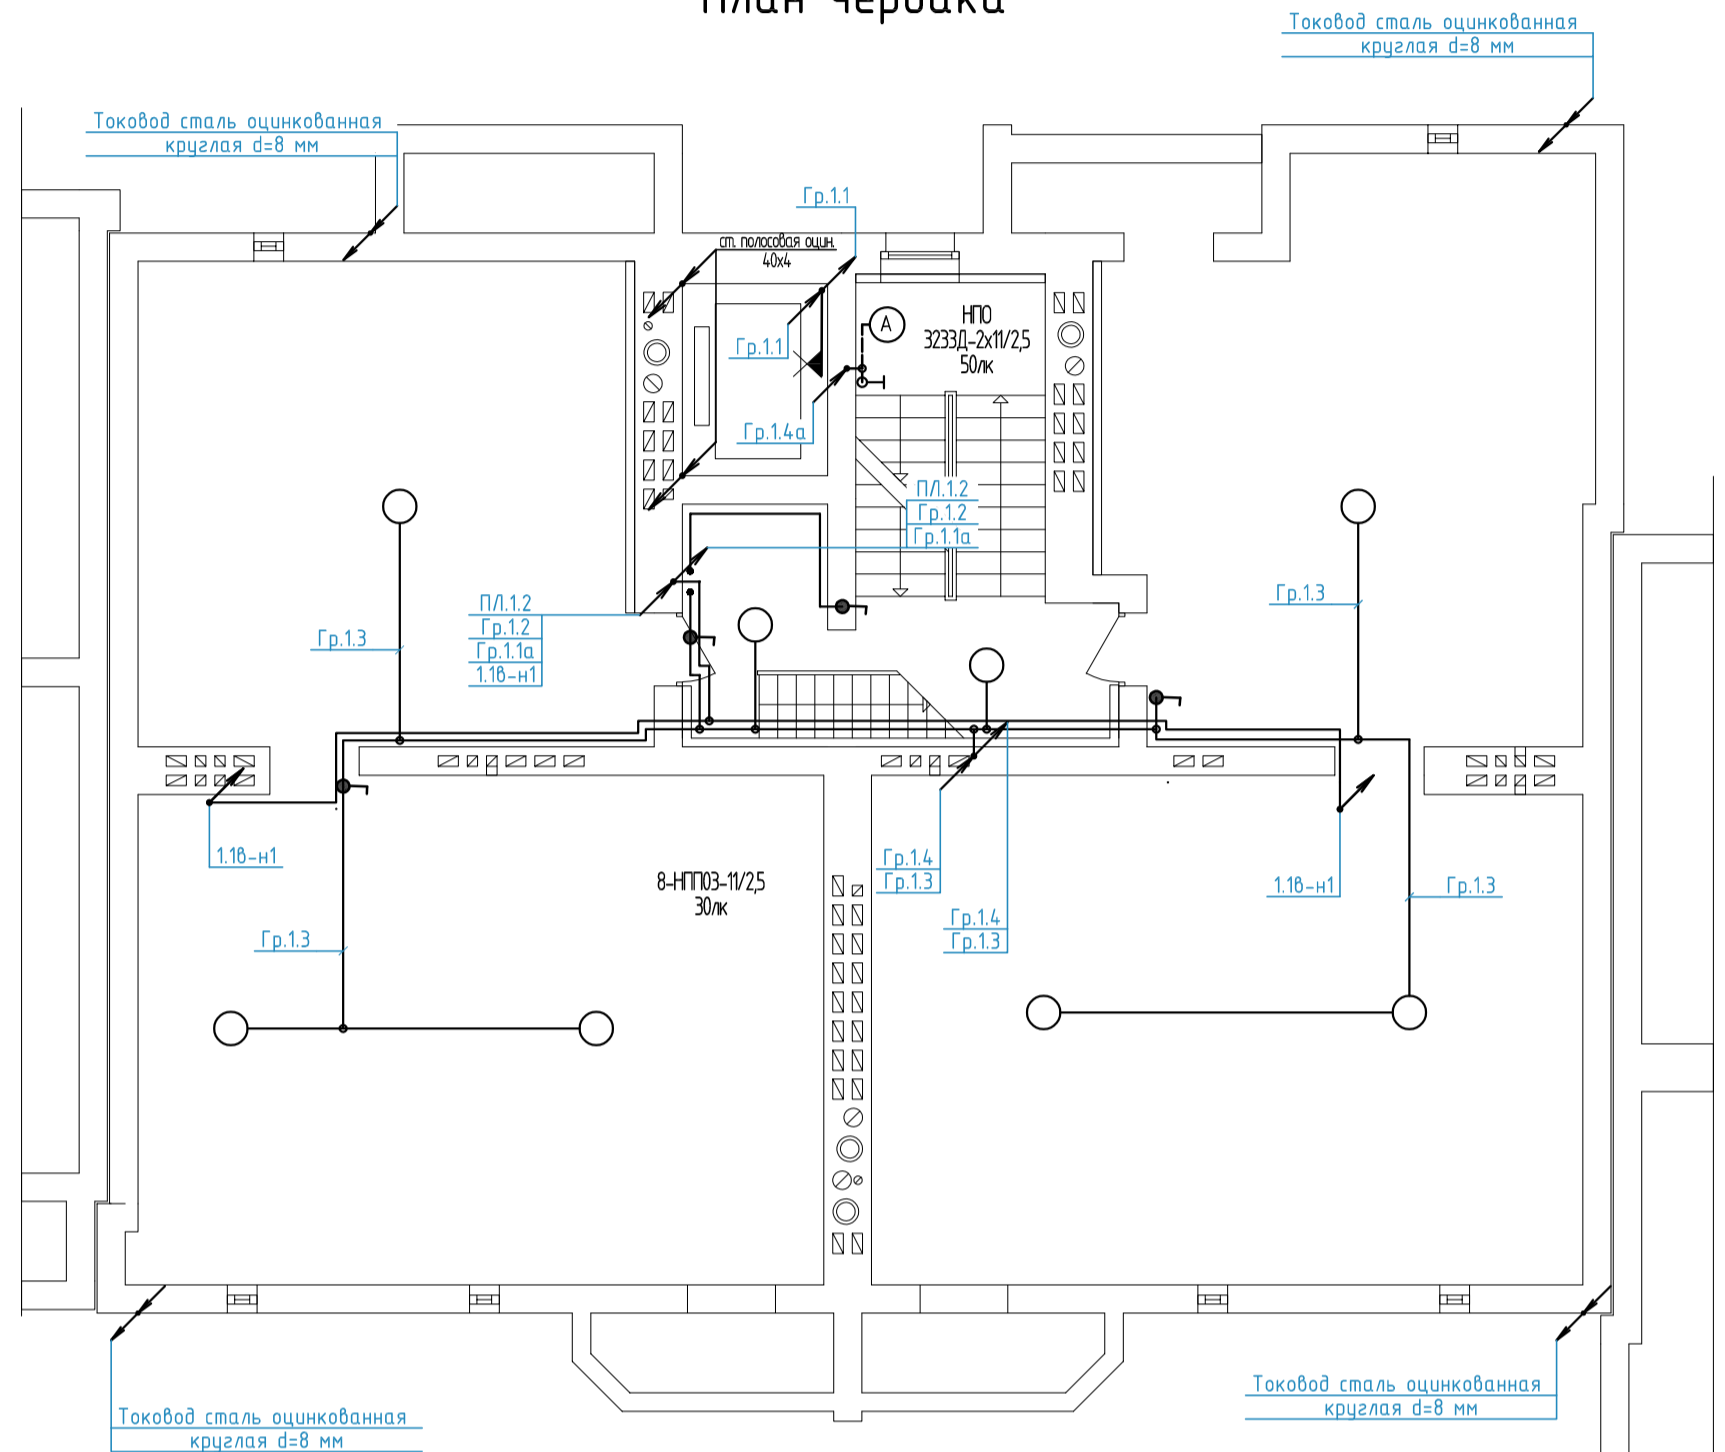 План чердака
Токовод сталь оцинкованная
круглая d=8 мм
Токовод сталь оцинкованная
круглая d=8 мм
Гр.1.1
ст. полосовая оцин.
40х4
А
НПО
3233Д-2х11/2,5
50лк
Гр.1.1
Гр.1.4а
ПЛ.1.2
Гр.1.2
Гр.1.1а
ПЛ.1.2
Гр.1.2
Гр.1.1а
1.1в-н1
Гр.1.3
Гр.1.3
1.1в-н1
8-НПП03-11/2,5
30лк
Гр.1.4
Гр.1.3
1.1в-н1
Гр.1.3
Гр.1.4
Гр.1.3
Гр.1.3
Токовод сталь оцинкованная
круглая d=8 мм
Токовод сталь оцинкованная
круглая d=8 мм